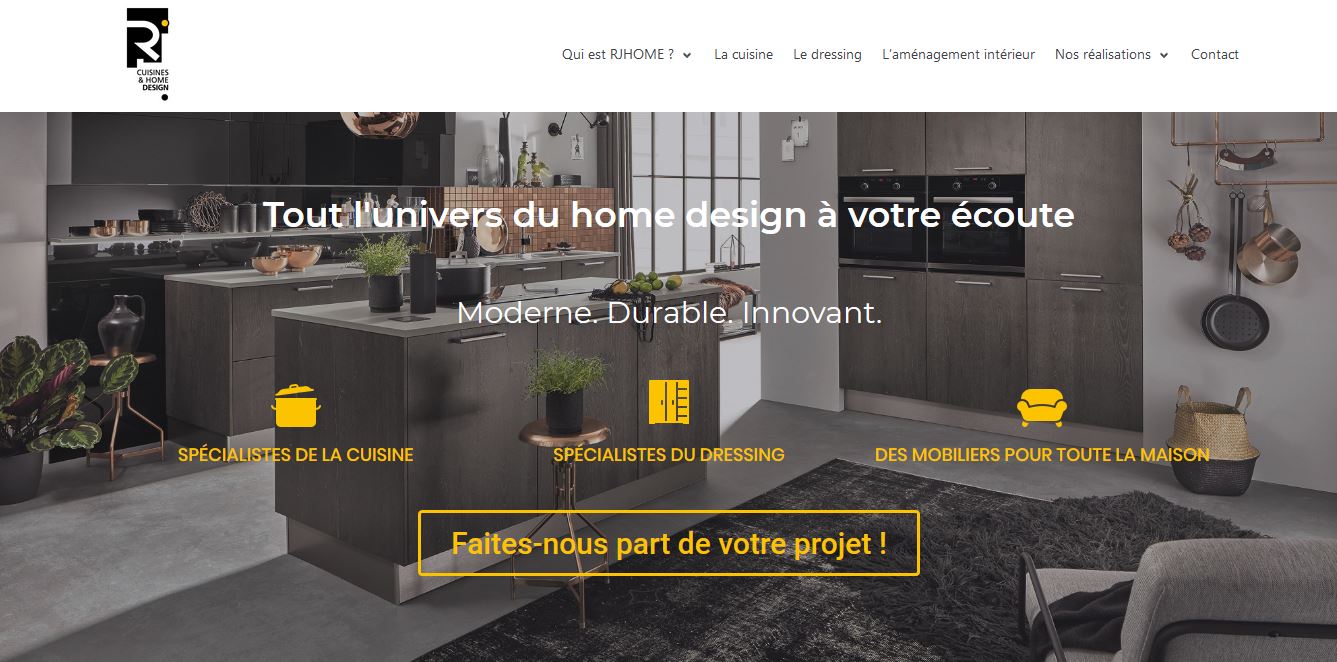 RJ
CUISINES
& HOME
DESIGN
Qui est RJHOME ? La cuisine Le dressing L'aménagement intérieur Nos réalisations Contact
Tout l'univers du home design à votre écoute
Moderne. Durable. Innovant.
SPÉCIALISTES DE LA CUISINE SPÉCIALISTES DU DRESSING DES MOBILIERS POUR TOUTE LA MAISON
Faites-nous part de votre projet !